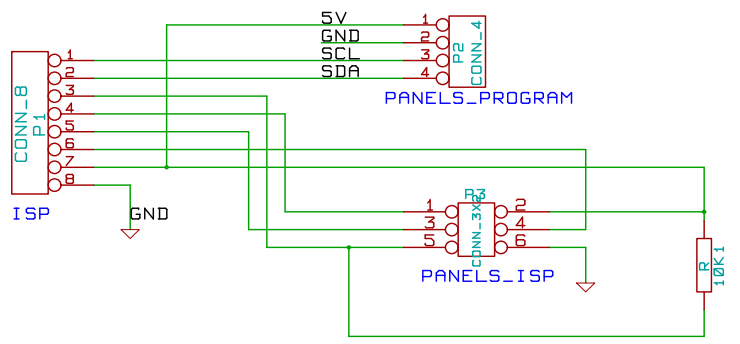 5V
GND
SCL
SDA
1
2
3
4
P2
CONN_4
PANELS_PROGRAM
1
2
3
4
5
6
7
8
CONN_8
P1
ISP
GND
P3
CONN_3X2
1
3
5
2
4
6
PANELS_ISP
R
10K1